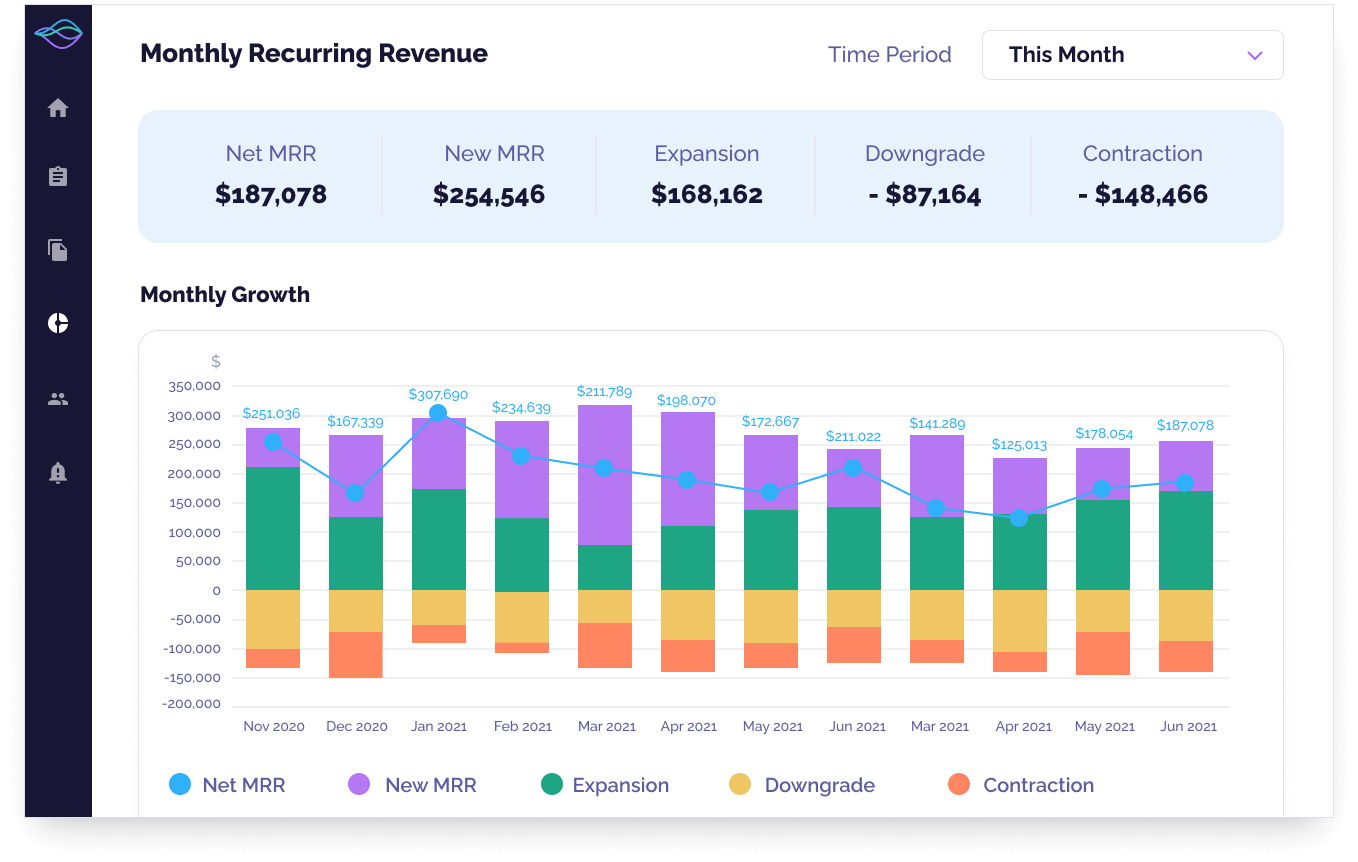 Monthly Recurring Revenue
Time Period
This Month
Net MRR
New MRR
Expansion
Downgrade
Contraction
$187,078
$254,546
$168,162
- $87,164
- $148,466
Monthly Growth
$
350,000
300,000
250,000
200,000
150,000
100,000
50,000
0
-50,000
-100,000
-150,000
-200,000
$251,036
$167,339
$307,690
$234,639
$211,789
$198,070
$172,667
$211,022
$141,289
$125,013
$178,054
$187,078
Nov 2020
Dec 2020
Jan 2021
Feb 2021
Mar 2021
Apr 2021
May 2021
Jun 2021
Mar 2021
Apr 2021
May 2021
Jun 2021
Net MRR
New MRR
Expansion
Downgrade
Contraction